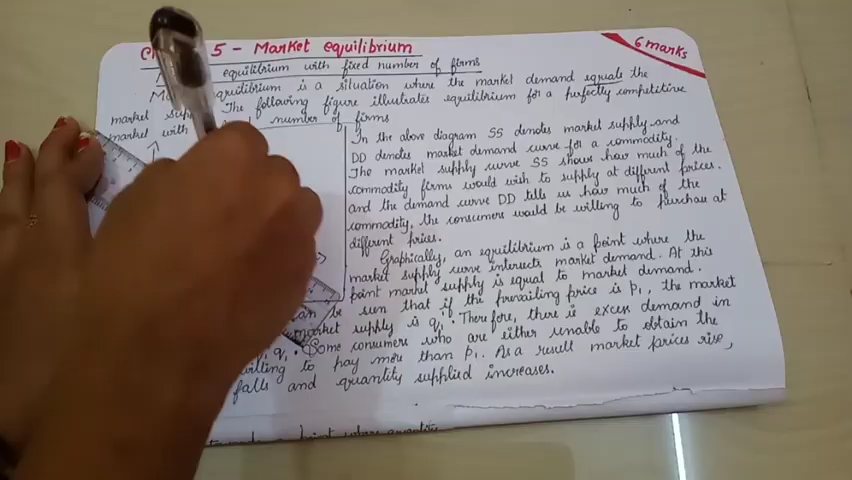 5 - Market equilibrium
6 marks
equilibrium with fixed number of firms
equilibrium is a situation where the market demand equals the
market The following figure illustrates equilibrium for a perfectly competitive
market with number of firms
In the above diagram SS denotes market supply and
DD denotes market demand curve for a commodity.
The market supply curve SS shows how much of the
commodity firms would wish to supply at different prices.
and the demand curve DD tells us how much of the
commodity, the consumers would be willing to purchase at
different prices.
Graphically, an equilibrium is a point where the
market supply curve intersects market demand. At this
point market supply is equal to market demand.
be seen that if the prevailing price is p₁, the market
market supply is q₁'. Therefore, there is excess demand in
q₁. Some consumers who are either unable to obtain the
willing to pay more than p₁. As a result market prices rise,
falls and quantity supplied increases.
point where quantity